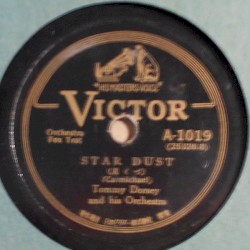 "HIS MASTER'S VOICE"
VICTOR
Orchestra
Fox Trot
A-1019
STAR DUST
(Carmichael)
Tommy Dorsey
and his Orchestra